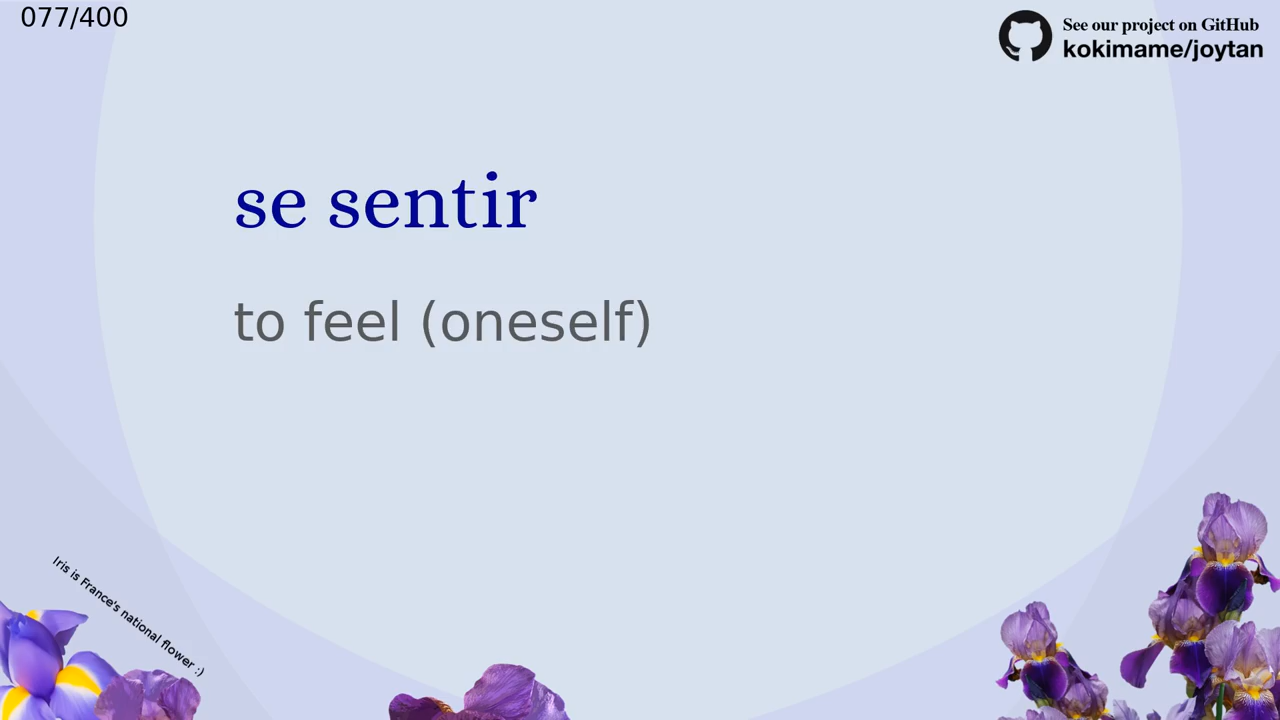 077/400
See our project on GitHub
kokimame/joytan
se sentir
to feel (oneself)
Iris is France's national flower :)